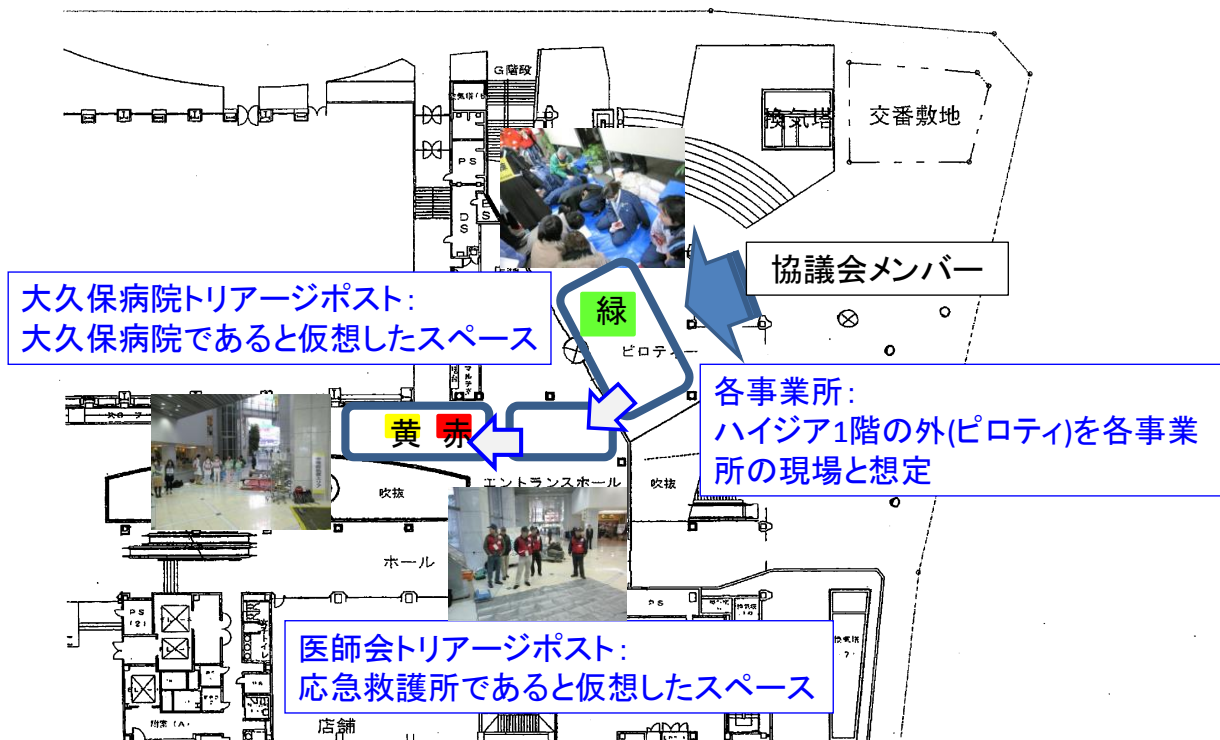 G階段
換気塔
交番敷地
PS
DS
協議会メンバー
大久保病院トリアージポスト:
大久保病院であると仮想したスペース
緑
ピロティー
各事業所:
ハイジア1階の外(ピロティ)を各事業
所の現場と想定
黄 赤
エントランスホール
吹抜
吹抜
ホール
PS
(2)
PS
医師会トリアージポスト:
応急救護所であると仮想したスペース
附室(A)
店舗